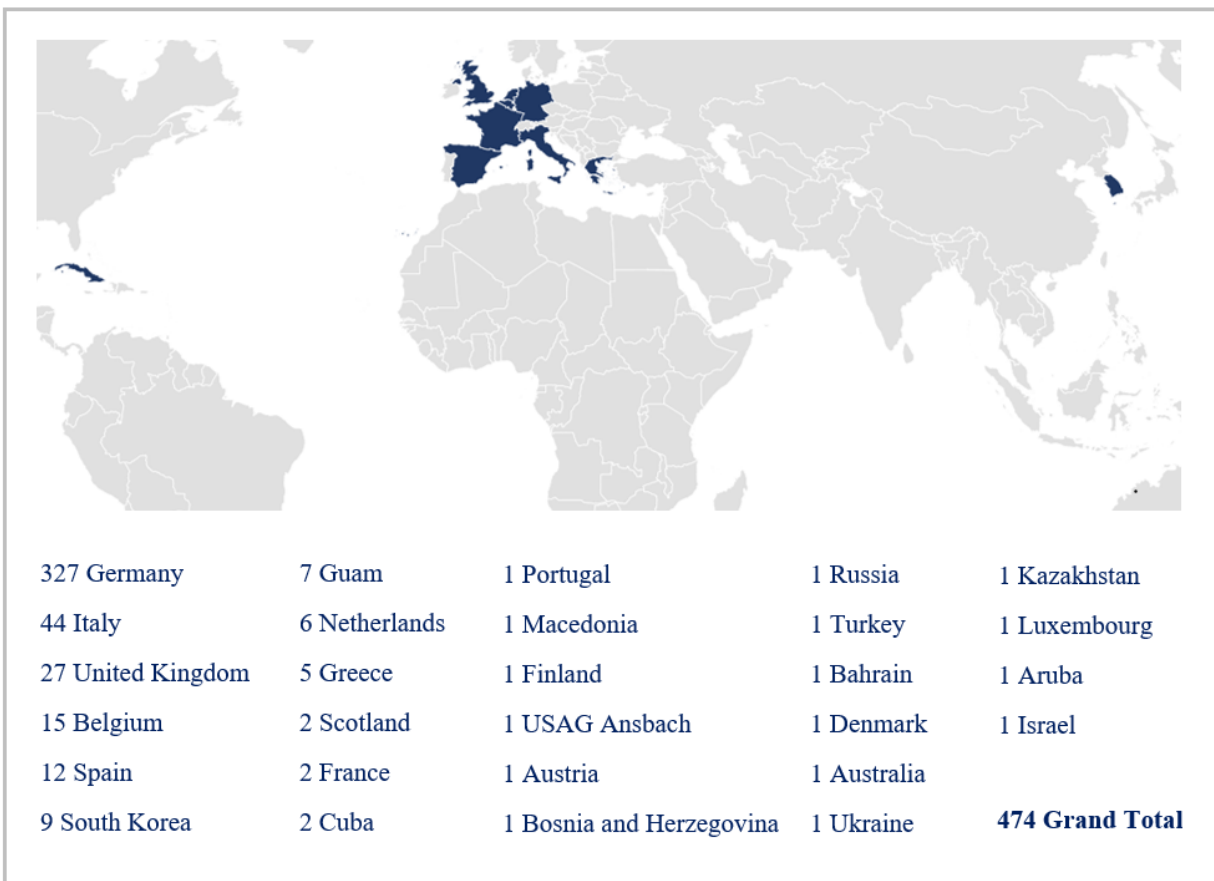 327 Germany
44 Italy
27 United Kingdom
15 Belgium
12 Spain
9 South Korea
7 Guam
6 Netherlands
5 Greece
2 Scotland
2 France
2 Cuba
1 Portugal
1 Macedonia
1 Finland
1 USAG Ansbach
1 Austria
1 Bosnia and Herzegovina
1 Russia
1 Turkey
1 Bahrain
1 Denmark
1 Australia
1 Ukraine
1 Kazakhstan
1 Luxembourg
1 Aruba
1 Israel
474 Grand Total